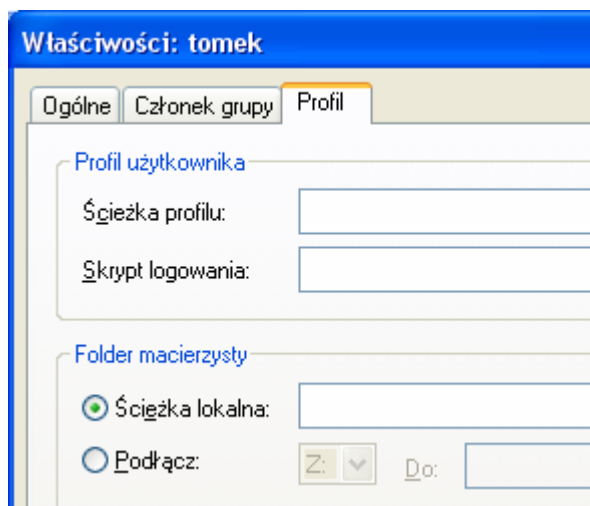 Właściwości: tomek
Ogólne Członek grupy Profil
Profil użytkownika
Ścieżka profilu:
Skrypt logowania:
Folder macierzysty
Ścieżka lokalna:
Podłącz: Z: Do: